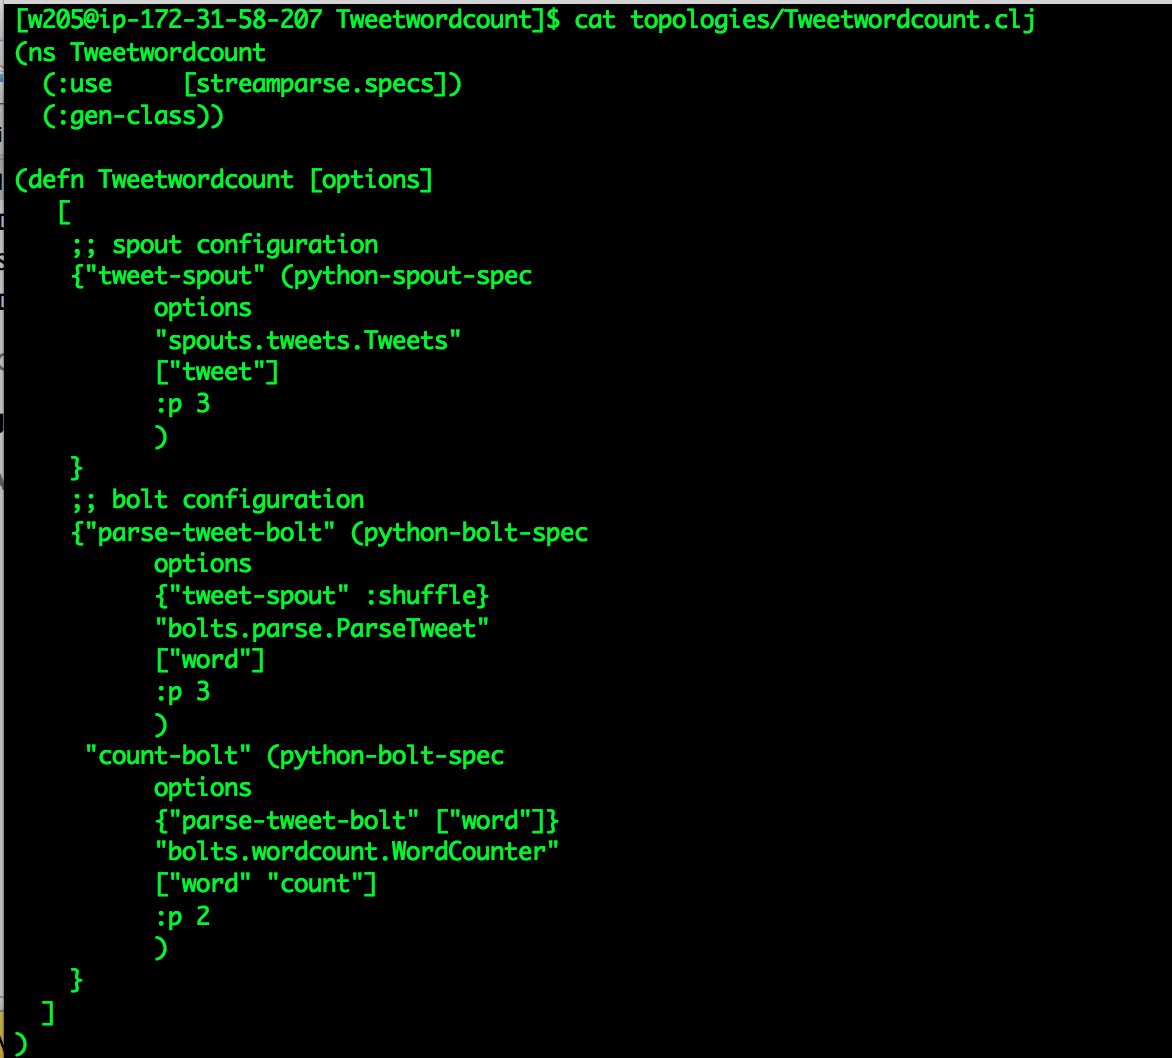 [w205@ip-172-31-58-207 Tweetwordcount]$ cat topologies/Tweetwordcount.clj
(ns Tweetwordcount
  (:use     [streamparse.specs])
  (:gen-class))

(defn Tweetwordcount [options]
   [
    ;; spout configuration
    {"tweet-spout" (python-spout-spec
          options
          "spouts.tweets.Tweets"
          ["tweet"]
          :p 3
          )
    }
    ;; bolt configuration
    {"parse-tweet-bolt" (python-bolt-spec
          options
          {"tweet-spout" :shuffle}
          "bolts.parse.ParseTweet"
          ["word"]
          :p 3
          )
     "count-bolt" (python-bolt-spec
          options
          {"parse-tweet-bolt" ["word"]}
          "bolts.wordcount.WordCounter"
          ["word" "count"]
          :p 2
          )
    }
  ]
)